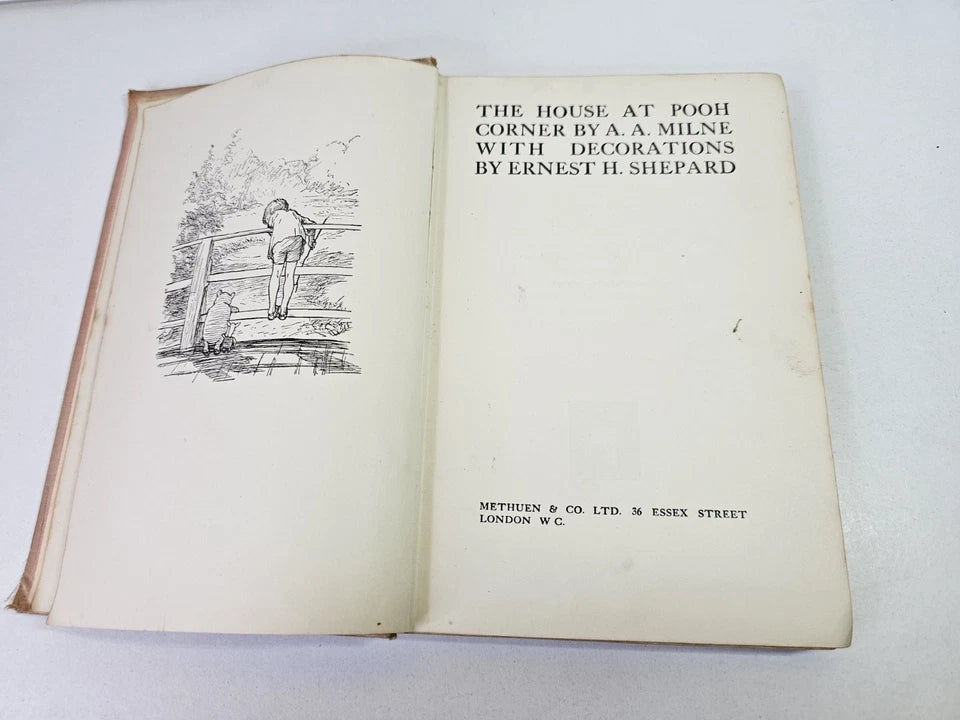 THE HOUSE AT POOH
CORNER BY A. A. MILNE
WITH DECORATIONS
BY ERNEST H. SHEPARD
METHUEN & CO. LTD. 36 ESSEX STREET
LONDON W C.